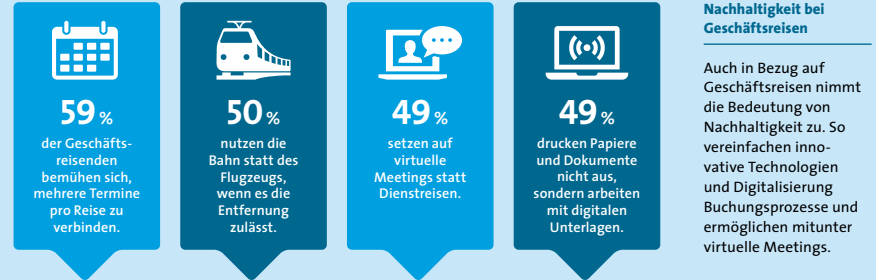 59 %
der Geschäfts-
reisenden
bemühen sich,
mehrere Termine
pro Reise zu
verbinden.
50 %
nutzen die
Bahn statt des
Flugzeugs,
wenn es die
Entfernung
zulässt.
49 %
setzen auf
virtuelle
Meetings statt
Dienstreisen.
49 %
drucken Papiere
und Dokumente
nicht aus,
sondern arbeiten
mit digitalen
Unterlagen.
Nachhaltigkeit bei
Geschäftsreisen
Auch in Bezug auf
Geschäftsreisen nimmt
die Bedeutung von
Nachhaltigkeit zu. So
vereinfachen inno-
vative Technologien
und Digitalisierung
Buchungsprozesse und
ermöglichen mitunter
virtuelle Meetings.